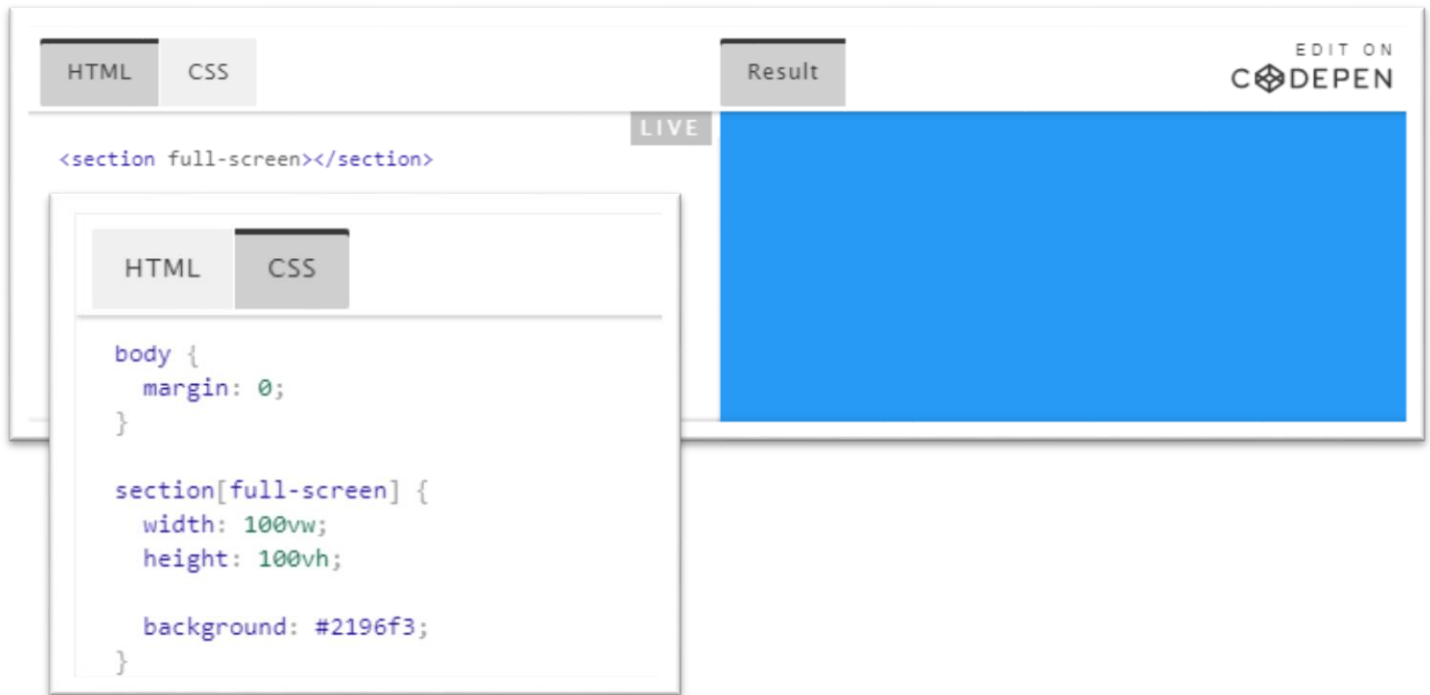 HTML CSS
Result
EDIT ON
CODEPEN
LIVE
<section full-screen></section>
HTML CSS
body {
  margin: 0;
}
section[full-screen] {
  width: 100vw;
  height: 100vh;
  background: #2196f3;
}